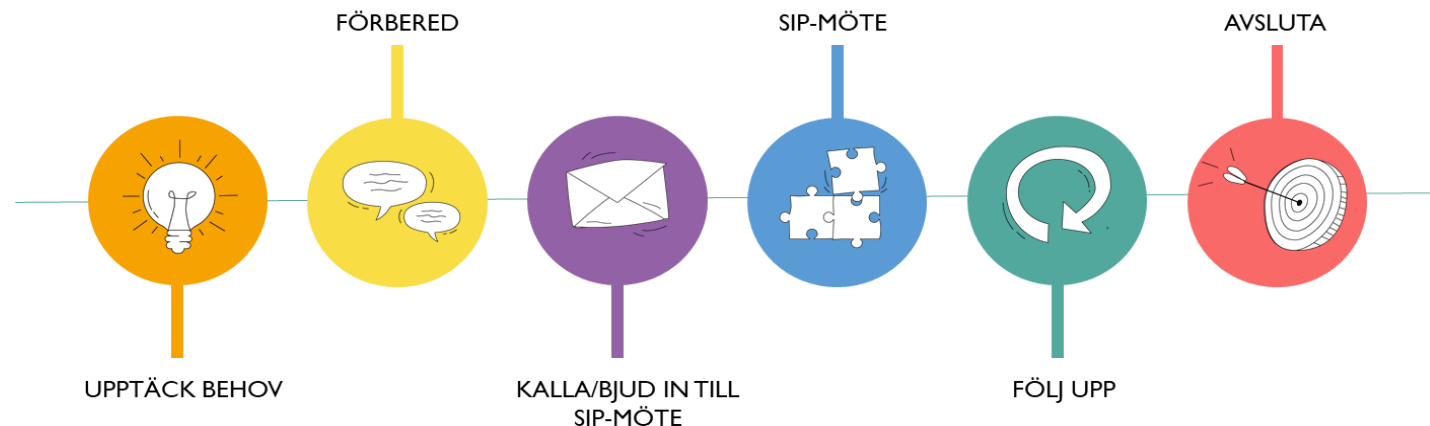 UPPTÄCK BEHOV
FÖRBERED
KALLA/BJUD IN TILL
SIP-MÖTE
SIP-MÖTE
FÖLJ UPP
AVSLUTA